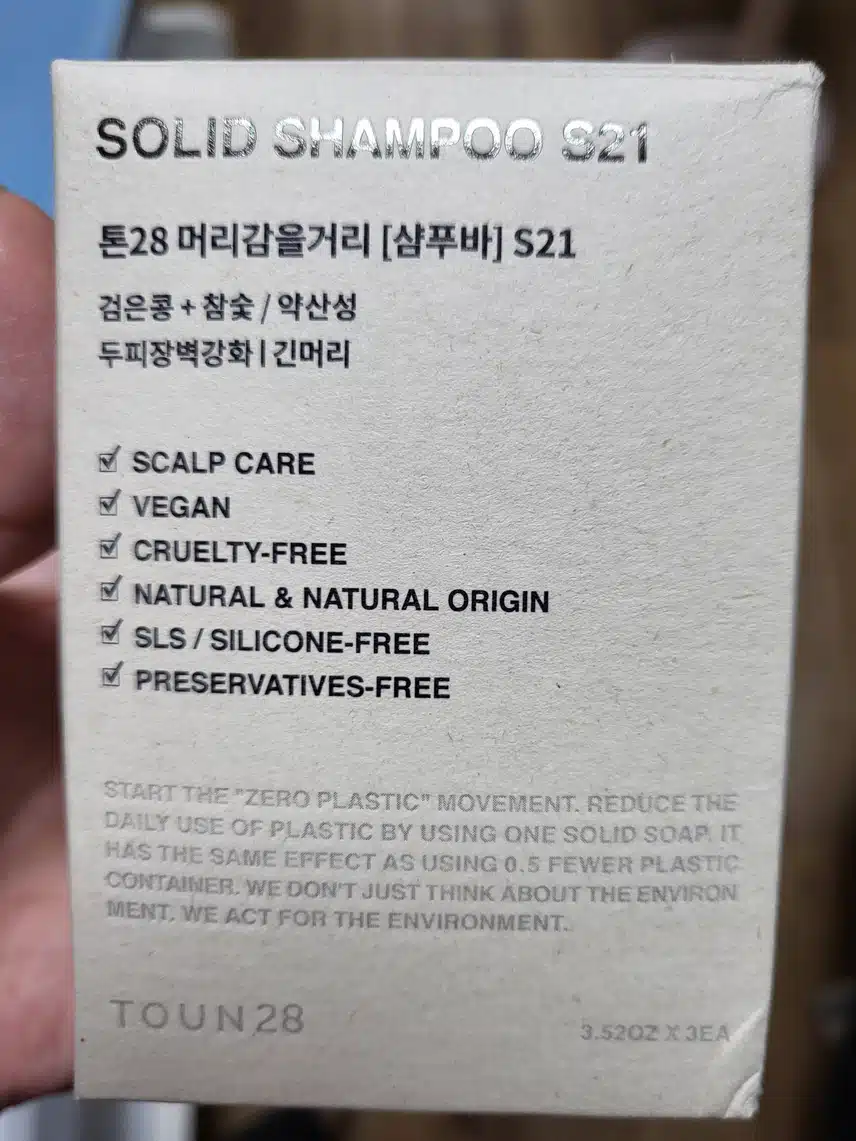 SOLID SHAMPOO S21
톤28 머리감을거리 [샴푸바] S21
검은콩 + 참숯 / 약산성
두피장벽강화 | 긴머리
SCALP CARE
VEGAN
CRUELTY-FREE
NATURAL & NATURAL ORIGIN
SLS / SILICONE-FREE
PRESERVATIVES-FREE
START THE "ZERO PLASTIC" MOVEMENT. REDUCE THE
DAILY USE OF PLASTIC BY USING ONE SOLID SOAP. IT
HAS THE SAME EFFECT AS USING 0.5 FEWER PLASTIC
CONTAINER. WE DON'T JUST THINK ABOUT THE ENVIRON
MENT. WE ACT FOR THE ENVIRONMENT.
TOUN28
3.52OZ X 3EA